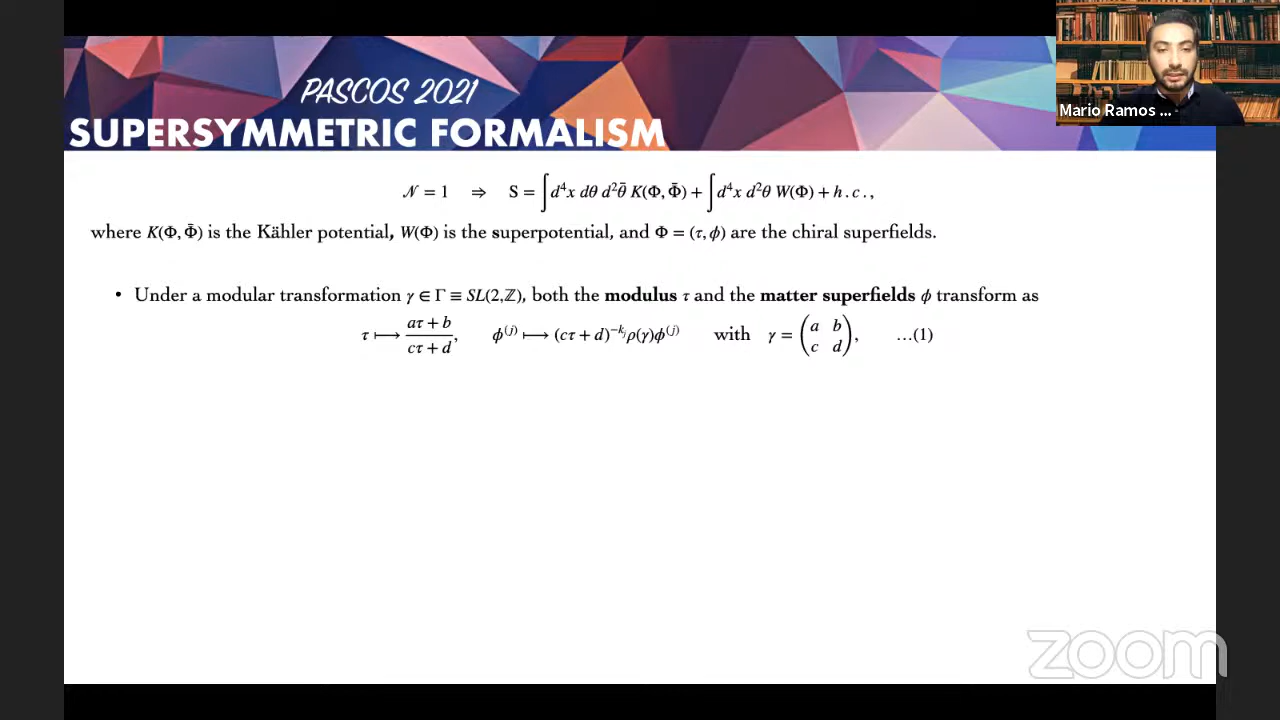 PASCOS 2021
SUPERSYMMETRIC FORMALISM
Mario Ramos ...
𝒩 = 1 ⇒ S = ∫ d⁴x dθ d²θ̄ K(Φ, Φ̄) + ∫ d⁴x d²θ W(Φ) + h . c . ,
where K(Φ, Φ̄) is the Kähler potential, W(Φ) is the superpotential, and Φ = (τ, ϕ) are the chiral superfields.
• Under a modular transformation γ ∈ Γ ≡ SL(2,ℤ), both the modulus τ and the matter superfields ϕ transform as
τ ⟼ (aτ + b)/(cτ + d), ϕ^(j) ⟼ (cτ + d)^(−k_j) ρ(γ)ϕ^(j) with γ = (a b; c d), …(1)
zoom